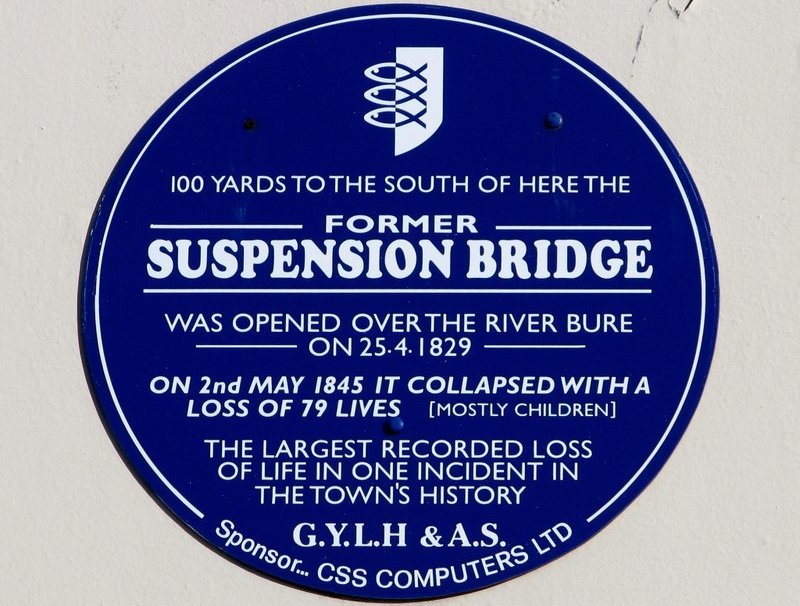 100 YARDS TO THE SOUTH OF HERE THE
FORMER
SUSPENSION BRIDGE
WAS OPENED OVER THE RIVER BURE
ON 25.4.1829
ON 2nd MAY 1845 IT COLLAPSED WITH A
LOSS OF 79 LIVES [MOSTLY CHILDREN]
THE LARGEST RECORDED LOSS
OF LIFE IN ONE INCIDENT IN
THE TOWN'S HISTORY
G.Y.L.H & A.S.
Sponsor... CSS COMPUTERS LTD